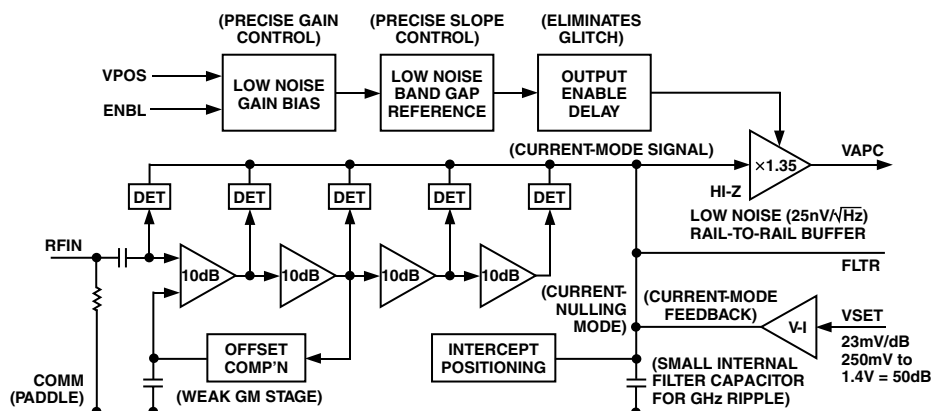 (PRECISE GAIN
CONTROL)
(PRECISE SLOPE
CONTROL)
(ELIMINATES
GLITCH)
VPOS
ENBL
LOW NOISE
GAIN BIAS
LOW NOISE
BAND GAP
REFERENCE
OUTPUT
ENABLE
DELAY
(CURRENT-MODE SIGNAL)
×1.35
VAPC
HI-Z
DET
DET
DET
DET
DET
LOW NOISE (25nV/√Hz)
RAIL-TO-RAIL BUFFER
RFIN
10dB
10dB
10dB
10dB
FLTR
(CURRENT-
NULLING
MODE)
(CURRENT-MODE
FEEDBACK)
V-I
VSET
23mV/dB
250mV to
1.4V = 50dB
OFFSET
COMP'N
INTERCEPT
POSITIONING
COMM
(PADDLE)
(WEAK GM STAGE)
(SMALL INTERNAL
FILTER CAPACITOR
FOR GHz RIPPLE)